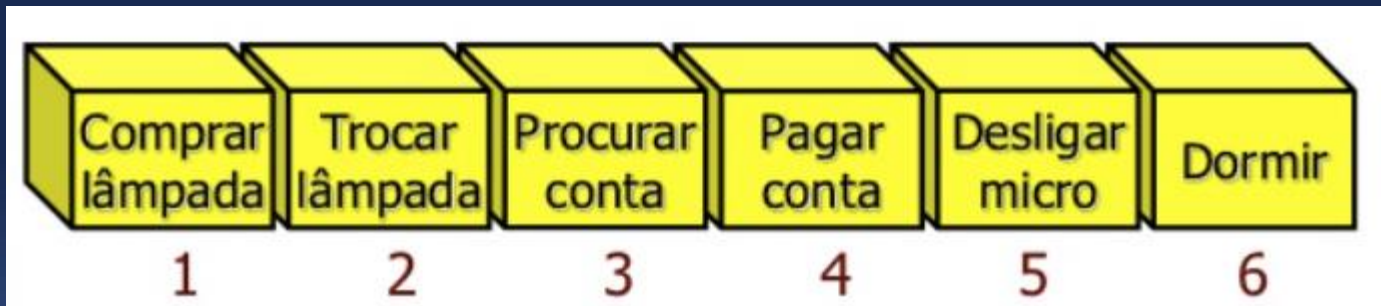 Comprar
lâmpada
Trocar
lâmpada
Procurar
conta
Pagar
conta
Desligar
micro
Dormir
1 2 3 4 5 6